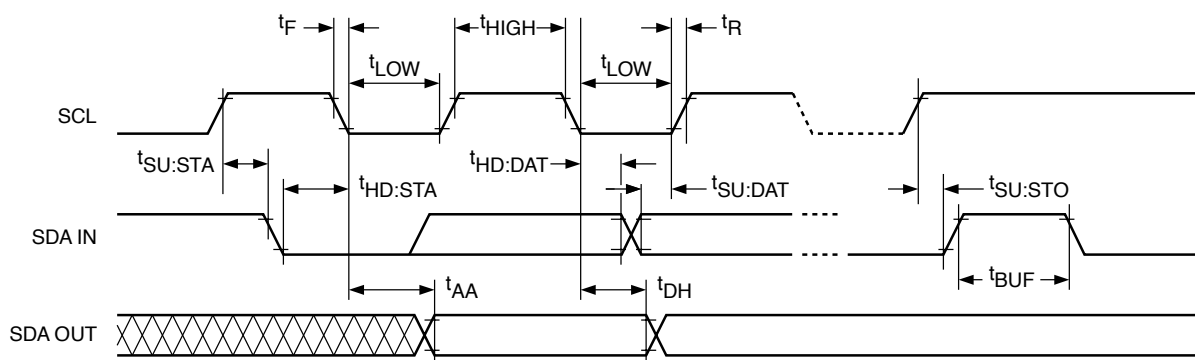 tF tHIGH tR
tLOW tLOW
SCL
tSU:STA tHD:DAT
tHD:STA tSU:DAT tSU:STO
SDA IN
tAA tDH tBUF
SDA OUT